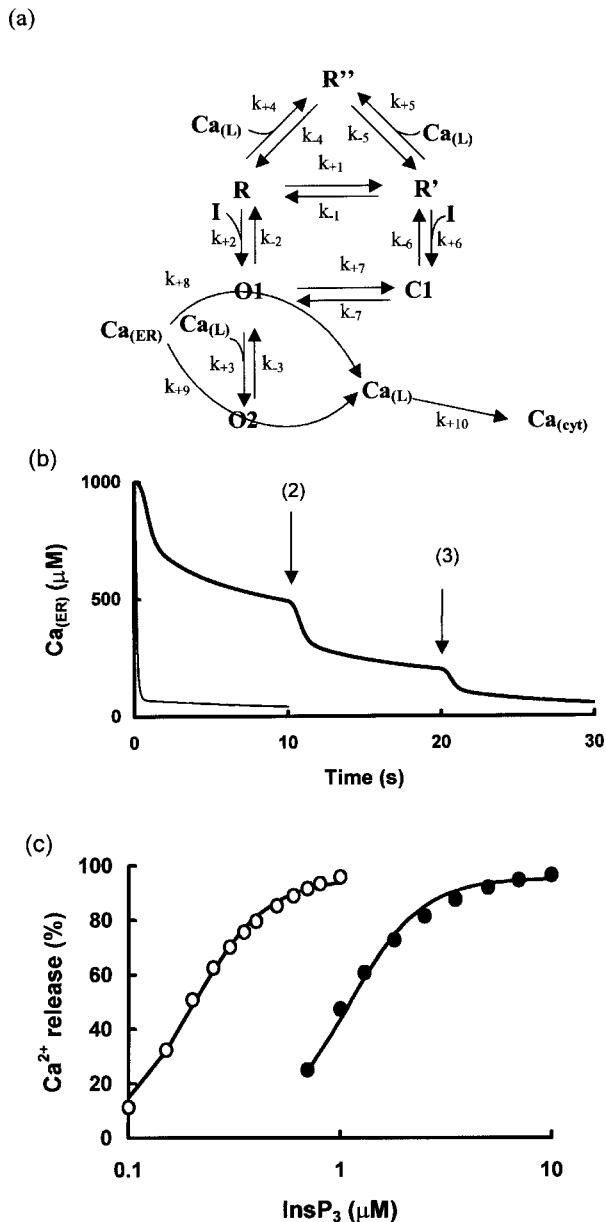 (a)
R''
k+4
k+5
Ca(L)
k-4
k-5
Ca(L)
R
k+1
R'
k-1
I
k+2
k-2
k-6
I
k+6
k+8
O1
k+7
C1
k-7
Ca(ER)
Ca(L)
k+3
k-3
k+9
O2
Ca(L)
k+10
Ca(cyt)
(b)
1000
500
0
Ca(ER) (μM)
(2)
(3)
0
10
20
30
Time (s)
(c)
100
80
60
40
20
0
Ca2+ release (%)
0.1
1
10
InsP3 (μM)